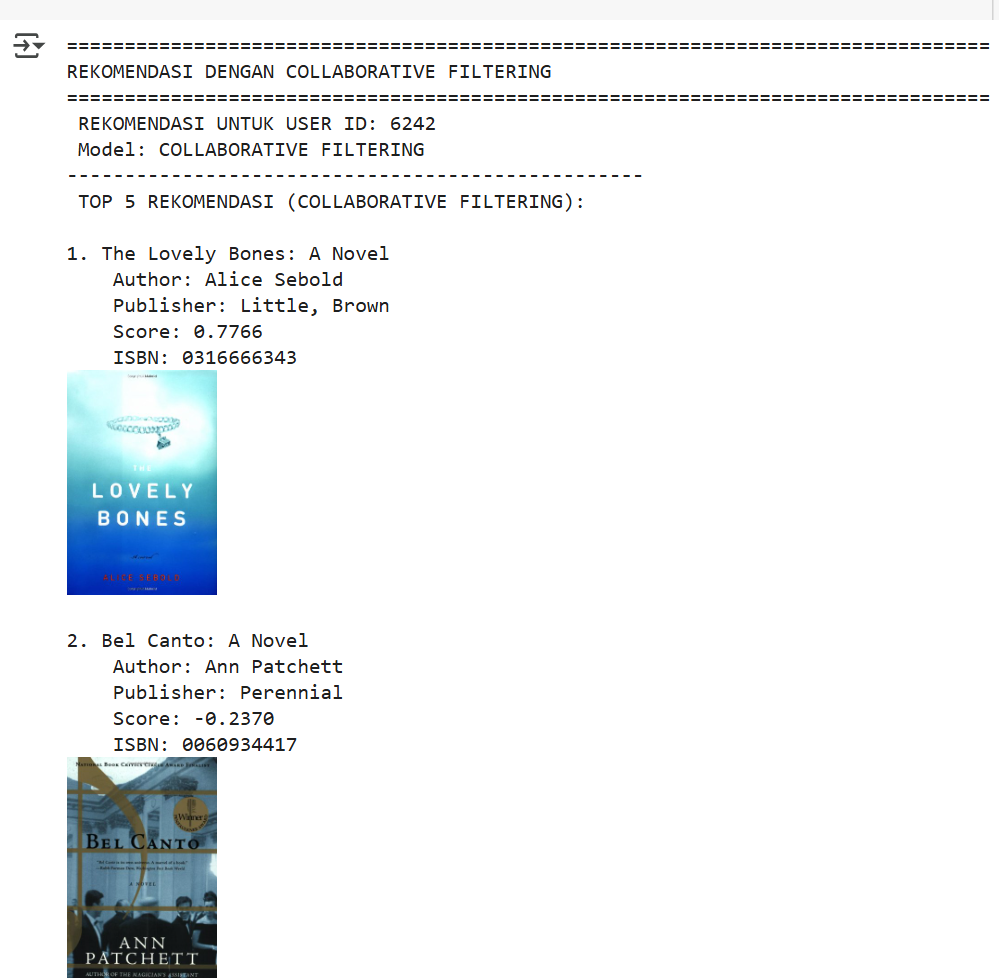 ================================================================================
REKOMENDASI DENGAN COLLABORATIVE FILTERING
================================================================================
REKOMENDASI UNTUK USER ID: 6242
Model: COLLABORATIVE FILTERING
--------------------------------------------------
TOP 5 REKOMENDASI (COLLABORATIVE FILTERING):
1. The Lovely Bones: A Novel
Author: Alice Sebold
Publisher: Little, Brown
Score: 0.7766
ISBN: 0316666343
THE
LOVELY
BONES
ALICE SEBOLD
2. Bel Canto: A Novel
Author: Ann Patchett
Publisher: Perennial
Score: -0.2370
ISBN: 0060934417
National Book Critics Circle Award Finalist
Winner
BEL CANTO
A NOVEL
ANN
PATCHETT
AUTHOR OF THE MAGICIAN'S ASSISTANT